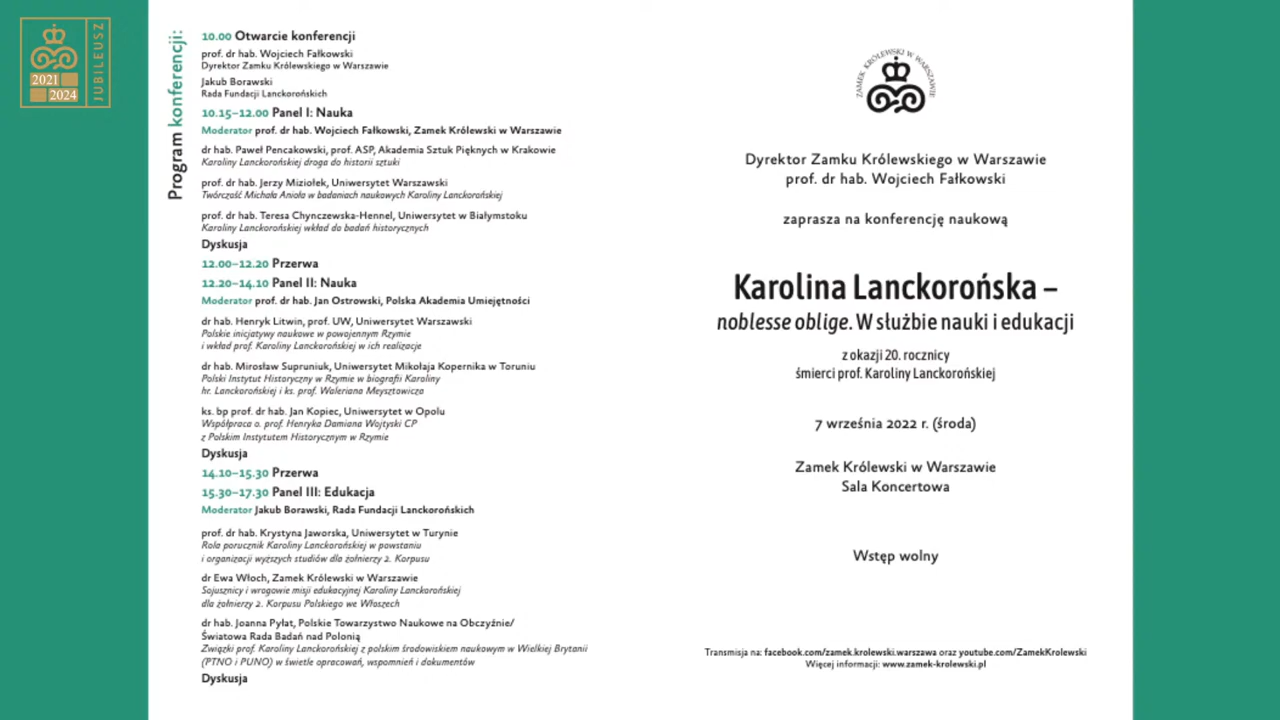 2021
2024
JUBILEUSZ
Program konferencji:
10.00 Otwarcie konferencji
prof. dr hab. Wojciech Fałkowski
Dyrektor Zamku Królewskiego w Warszawie
Jakub Borawski
Rada Fundacji Lanckorońskich
10.15–12.00 Panel I: Nauka
Moderator prof. dr hab. Wojciech Fałkowski, Zamek Królewski w Warszawie
dr hab. Paweł Pencakowski, prof. ASP, Akademia Sztuk Pięknych w Krakowie
Karoliny Lanckorońskiej droga do historii sztuki
prof. dr hab. Jerzy Miziołek, Uniwersytet Warszawski
Twórczość Michała Anioła w badaniach naukowych Karoliny Lanckorońskiej
prof. dr hab. Teresa Chynczewska-Hennel, Uniwersytet w Białymstoku
Karoliny Lanckorońskiej wkład do badań historycznych
Dyskusja
12.00–12.20 Przerwa
12.20–14.10 Panel II: Nauka
Moderator prof. dr hab. Jan Ostrowski, Polska Akademia Umiejętności
dr hab. Henryk Litwin, prof. UW, Uniwersytet Warszawski
Polskie inicjatywy naukowe w powojennym Rzymie
i wkład prof. Karoliny Lanckorońskiej w ich realizacje
dr hab. Mirosław Supruniuk, Uniwersytet Mikołaja Kopernika w Toruniu
Polski Instytut Historyczny w Rzymie w biografii Karoliny
hr. Lanckorońskiej i ks. prof. Waleriana Meysztowicza
ks. bp prof. dr hab. Jan Kopiec, Uniwersytet w Opolu
Współpraca o. prof. Henryka Damiana Wojtyski CP
z Polskim Instytutem Historycznym w Rzymie
Dyskusja
14.10–15.30 Przerwa
15.30–17.30 Panel III: Edukacja
Moderator Jakub Borawski, Rada Fundacji Lanckorońskich
prof. dr hab. Krystyna Jaworska, Uniwersytet w Turynie
Rola porucznik Karoliny Lanckorońskiej w powstaniu
i organizacji wyższych studiów dla żołnierzy 2. Korpusu
dr Ewa Włoch, Zamek Królewski w Warszawie
Sojusznicy i wrogowie misji edukacyjnej Karoliny Lanckorońskiej
dla żołnierzy 2. Korpusu Polskiego we Włoszech
dr hab. Joanna Pyłat, Polskie Towarzystwo Naukowe na Obczyźnie/
Światowa Rada Badań nad Polonią
Związki prof. Karoliny Lanckorońskiej z polskim środowiskiem naukowym w Wielkiej Brytanii
(PTNO i PUNO) w świetle opracowań, wspomnień i dokumentów
Dyskusja
ZAMEK KRÓLEWSKI W WARSZAWIE
Dyrektor Zamku Królewskiego w Warszawie
prof. dr hab. Wojciech Fałkowski
zaprasza na konferencję naukową
Karolina Lanckorońska –
noblesse oblige. W służbie nauki i edukacji
z okazji 20. rocznicy
śmierci prof. Karoliny Lanckorońskiej
7 września 2022 r. (środa)
Zamek Królewski w Warszawie
Sala Koncertowa
Wstęp wolny
Transmisja na: facebook.com/zamek.krolewski.warszawa oraz youtube.com/ZamekKrolewski
Więcej informacji: www.zamek-krolewski.pl